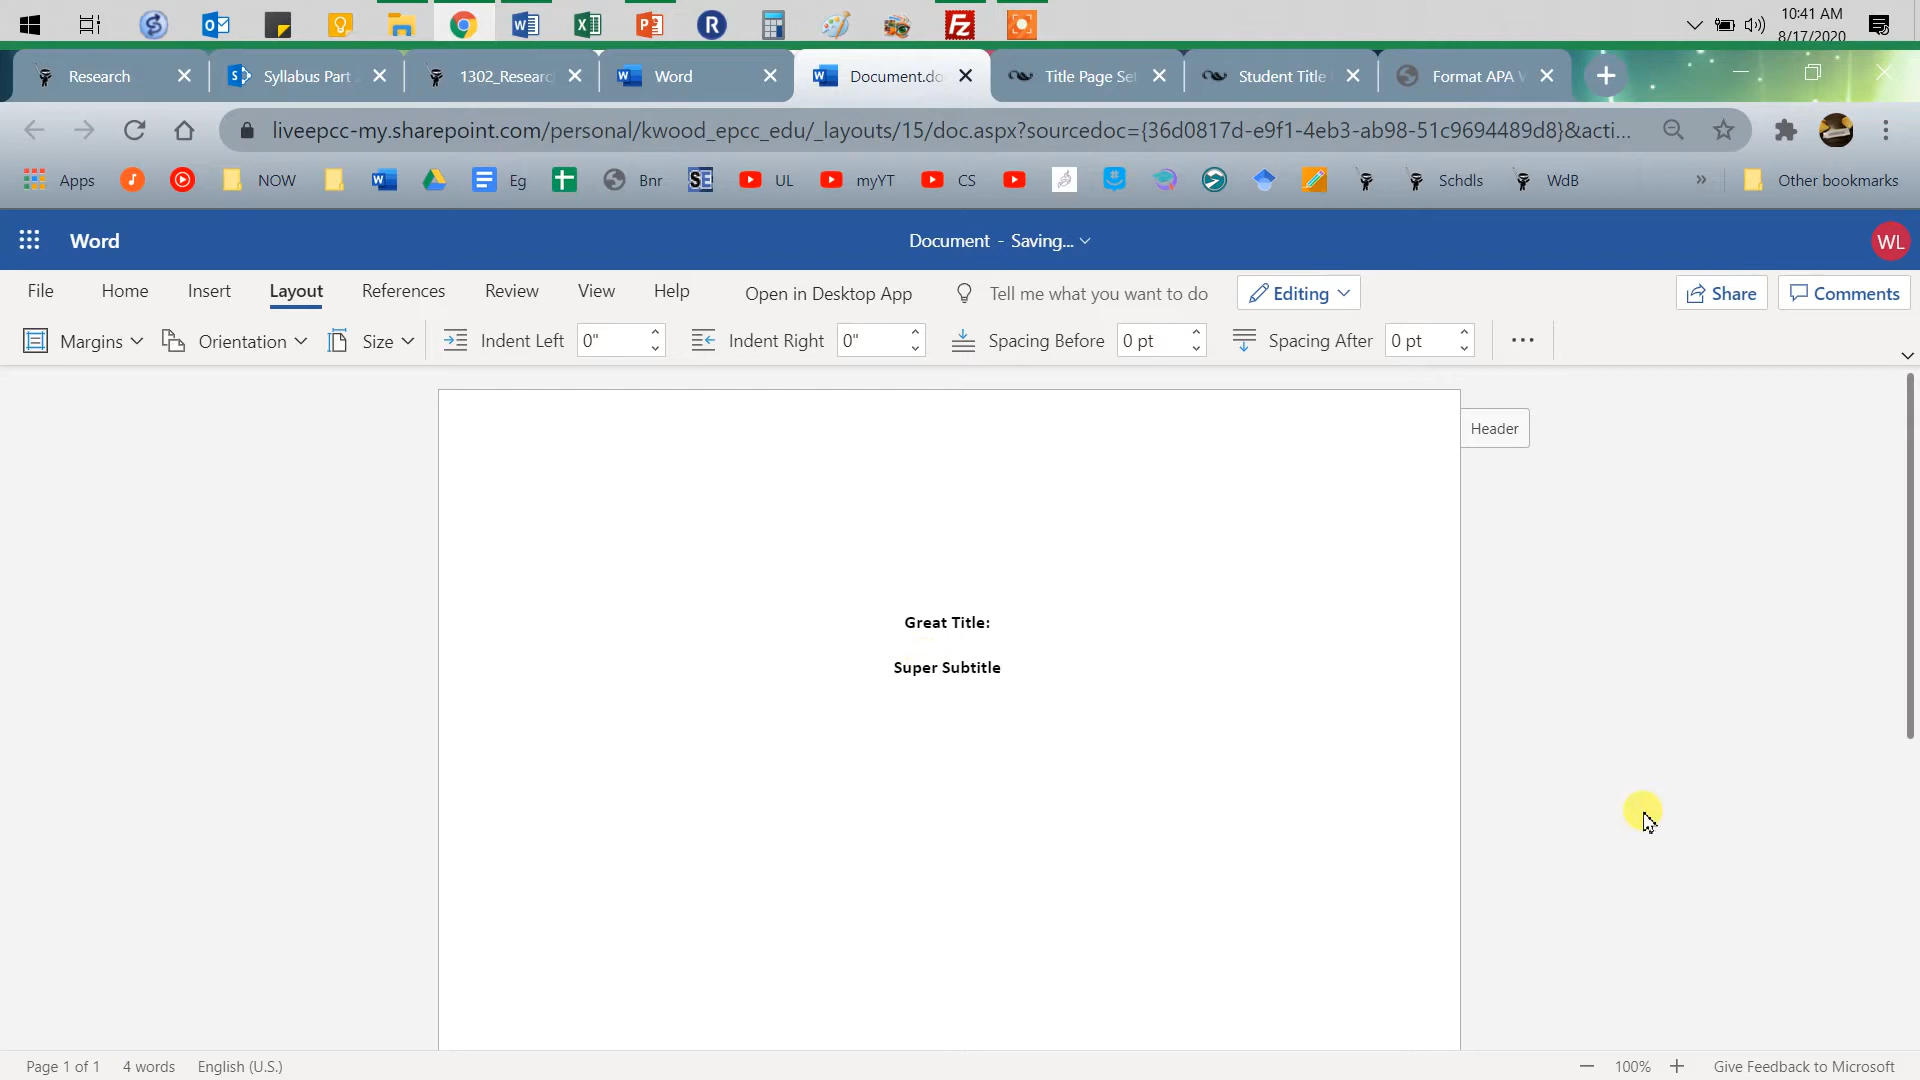 10:41 AM
8/17/2020
Research
Syllabus Part
1302_Researc
Word
Document.do
Title Page Set
Student Title
Format APA V
liveepcc-my.sharepoint.com/personal/kwood_epcc_edu/_layouts/15/doc.aspx?sourcedoc={36d0817d-e9f1-4eb3-ab98-51c9694489d8}&acti...
Apps
NOW
Eg
Bnr
SE
UL
myYT
CS
Schdls
WdB
»
Other bookmarks
Word
Document - Saving...
WL
File
Home
Insert
Layout
References
Review
View
Help
Open in Desktop App
Tell me what you want to do
Editing
Share
Comments
Margins
Orientation
Size
Indent Left 0"
Indent Right 0"
Spacing Before 0 pt
Spacing After 0 pt
...
Header
Great Title:
Super Subtitle
Page 1 of 1
4 words
English (U.S.)
100%
Give Feedback to Microsoft